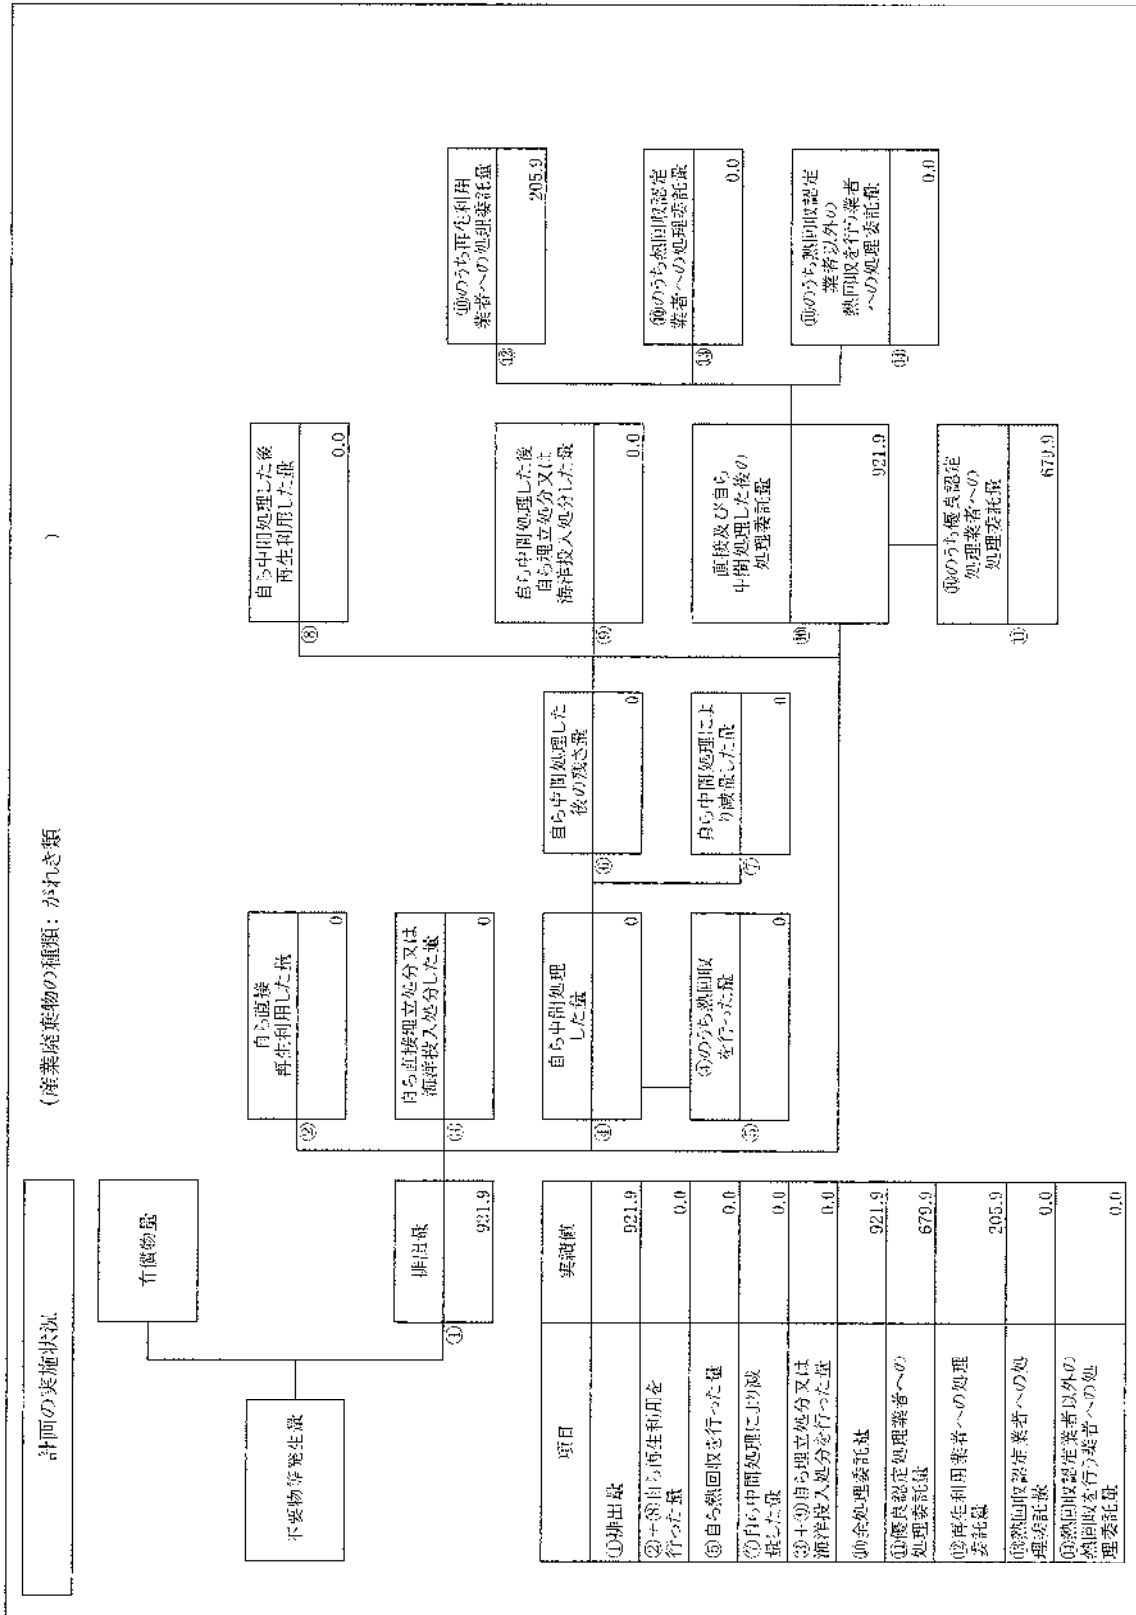 計画の実施状況
(産業廃棄物の種類: がれき類
)
不要物等発生量
有償物量
①
排出量
921.9
②
自ら直接
再生利用した量
0
③
自ら直接埋立処分又は
海洋投入処分した量
0
④
自ら中間処理
した量
0
⑤
④のうち熱回収
を行った量
0
⑥
自ら中間処理した
後の残さ量
0
⑦
自ら中間処理によ
り減量した量
0
⑧
自ら中間処理した後
再生利用した量
0.0
⑨
自ら中間処理した後
自ら埋立処分又は
海洋投入処分した量
0.0
⑩
直接及び自ら
中間処理した後の
処理委託量
921.9
⑪
⑩のうち優良認定
処理業者への
処理委託量
679.9
⑫
⑩のうち再生利用
業者への処理委託量
205.9
⑬
⑩のうち熱回収認定
業者への処理委託量
0.0
⑭
⑩のうち熱回収認定
業者以外の
熱回収を行う業者
への処理委託量
0.0
項目 実績値
①排出量 921.9
②+⑧自ら再生利用を
行った量 0.0
⑤自ら熱回収を行った量 0.0
⑦自ら中間処理により減
量した量 0.0
③+⑨自ら埋立処分又は
海洋投入処分を行った量 0.0
⑩全処理委託量 921.9
⑪優良認定処理業者への
処理委託量 679.9
⑫再生利用業者への処理
委託量 205.9
⑬熱回収認定業者への処
理委託量 0.0
⑭熱回収認定業者以外の
熱回収を行う業者への処
理委託量 0.0